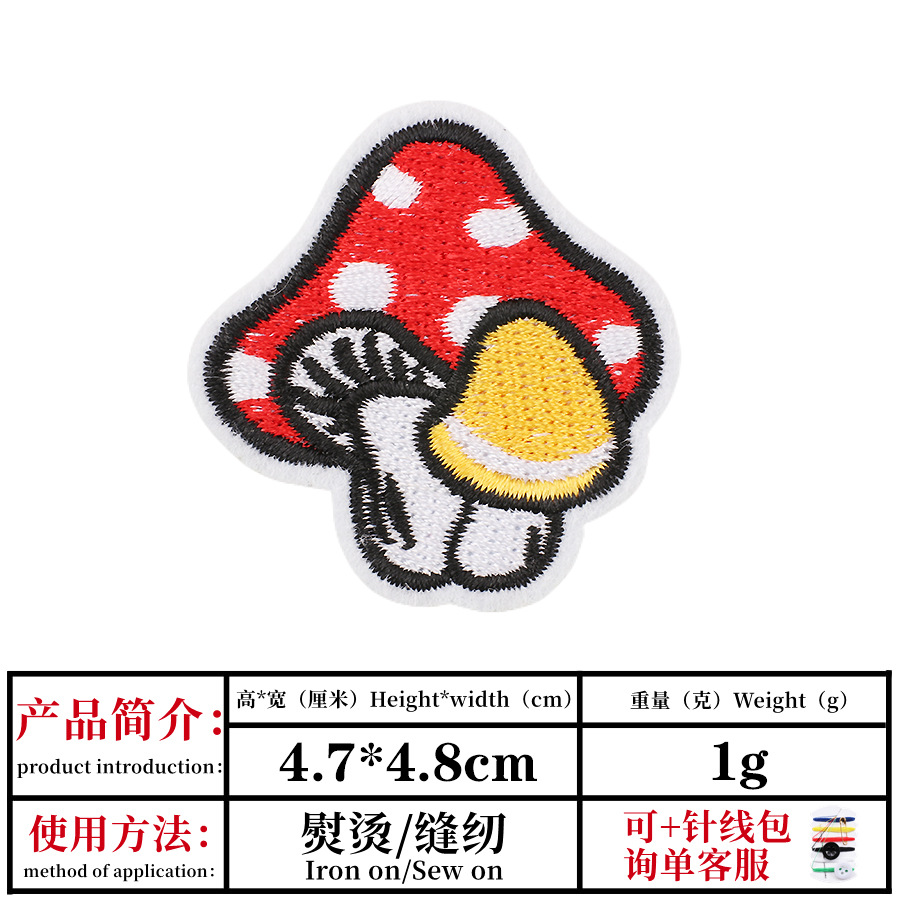 产品简介：
product introduction：
高*宽（厘米）Height*width（cm）
重量（克）Weight（g）
4.7*4.8cm
1g
使用方法：
method of application：
熨烫/缝纫
Iron on/Sew on
可+针线包
询单客服